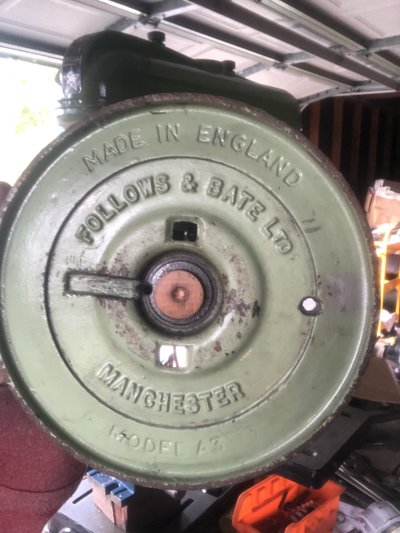 MADE IN ENGLAND
FOLLOWS & BATE LTD
MANCHESTER
MODEL A3